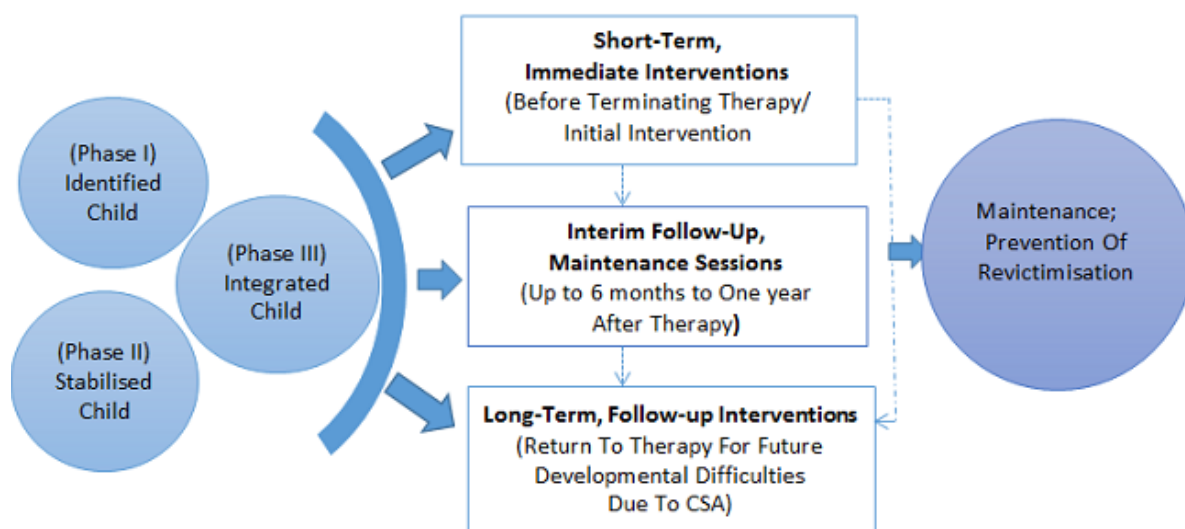 (Phase I)
Identified
Child
(Phase II)
Stabilised
Child
(Phase III)
Integrated
Child
Short-Term,
Immediate Interventions
(Before Terminating Therapy/
Initial Intervention
Interim Follow-Up,
Maintenance Sessions
(Up to 6 months to One year
After Therapy)
Long-Term, Follow-up Interventions
(Return To Therapy For Future
Developmental Difficulties
Due To CSA)
Maintenance;
Prevention Of
Revictimisation